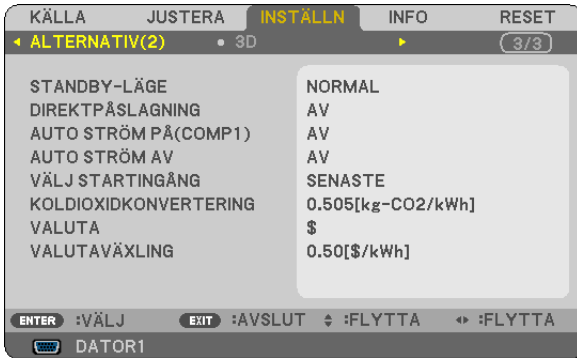 KÄLLA JUSTERA INSTÄLLN INFO RESET
ALTERNATIV(2) 3D 3/3
STANDBY-LÄGE NORMAL
DIREKTPÅSLAGNING AV
AUTO STRÖM PÅ(COMP1) AV
AUTO STRÖM AV AV
VÄLJ STARTINGÅNG SENASTE
KOLDIOXIDKONVERTERING 0.505[kg-CO2/kWh]
VALUTA $
VALUTAVÄXLING 0.50[$/kWh]
ENTER :VÄLJ EXIT :AVSLUT :FLYTTA :FLYTTA
DATOR1